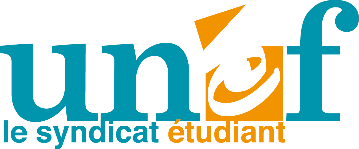 unef
le syndicat étudiant